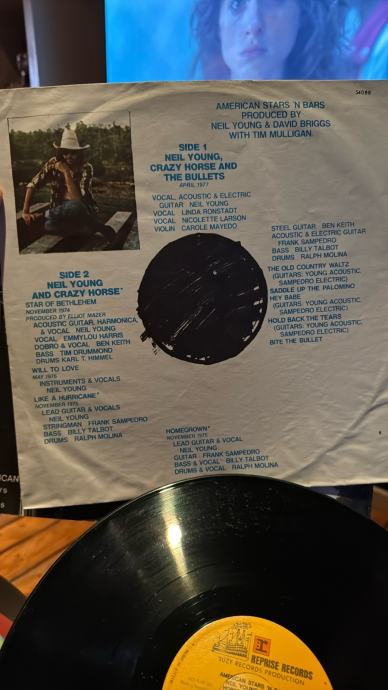 54088
AMERICAN STARS 'N BARS
PRODUCED BY
NEIL YOUNG & DAVID BRIGGS
WITH TIM MULLIGAN.
SIDE 1
NEIL YOUNG,
CRAZY HORSE AND
THE BULLETS
APRIL, 1977
VOCAL, ACOUSTIC & ELECTRIC
GUITAR NEIL YOUNG
VOCAL LINDA RONSTADT
VOCAL NICOLETTE LARSON
VIOLIN CAROLE MAYEDO
STEEL GUITAR BEN KEITH
ACOUSTIC & ELECTRIC GUITAR
FRANK SAMPEDRO
BASS BILLY TALBOT
DRUMS RALPH MOLINA
THE OLD COUNTRY WALTZ
(GUITARS: YOUNG ACOUSTIC,
SAMPEDRO ELECTRIC)
SADDLE UP THE PALOMINO
HEY BABE
(GUITARS: YOUNG ACOUSTIC,
SAMPEDRO ELECTRIC)
HOLD BACK THE TEARS
(GUITARS: YOUNG ACOUSTIC,
SAMPEDRO ELECTRIC)
BITE THE BULLET
SIDE 2
NEIL YOUNG
AND CRAZY HORSE*
STAR OF BETHLEHEM
NOVEMBER 1974
PRODUCED BY ELLIOT MAZER
ACOUSTIC GUITAR, HARMONICA,
& VOCAL NEIL YOUNG
VOCAL EMMYLOU HARRIS
DOBRO & VOCAL BEN KEITH
BASS TIM DRUMMOND
DRUMS KARL T. HIMMEL
WILL TO LOVE
MAY 1976
INSTRUMENTS & VOCALS
NEIL YOUNG
LIKE A HURRICANE*
NOVEMBER 1975
LEAD GUITAR & VOCALS
NEIL YOUNG
STRINGMAN FRANK SAMPEDRO
BASS BILLY TALBOT
DRUMS RALPH MOLINA
HOMEGROWN*
NOVEMBER 1975
LEAD GUITAR & VOCAL
NEIL YOUNG
GUITAR FRANK SAMPEDRO
BASS & VOCAL BILLY TALBOT
DRUMS & VOCAL RALPH MOLINA
REPRISE RECORDS
AMERICAN STARS 'N
NEIL YOUNG